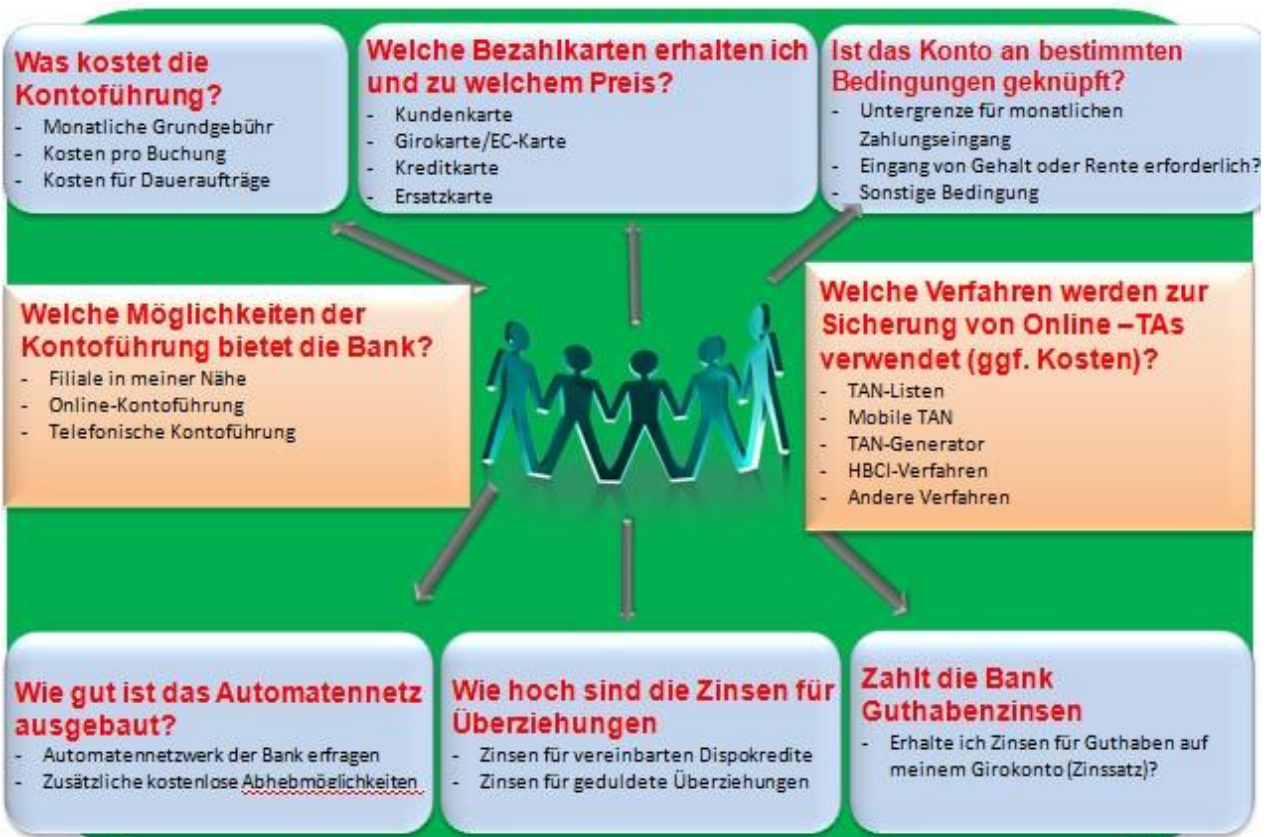 Was kostet die
Kontoführung?
- Monatliche Grundgebühr
- Kosten pro Buchung
- Kosten für Daueraufträge
Welche Bezahlkarten erhalten ich
und zu welchem Preis?
- Kundenkarte
- Girokarte/EC-Karte
- Kreditkarte
- Ersatzkarte
Ist das Konto an bestimmten
Bedingungen geknüpft?
- Untergrenze für monatlichen
Zahlungseingang
- Eingang von Gehalt oder Rente erforderlich?
- Sonstige Bedingung
Welche Möglichkeiten der
Kontoführung bietet die Bank?
- Filiale in meiner Nähe
- Online-Kontoführung
- Telefonische Kontoführung
Welche Verfahren werden zur
Sicherung von Online –TAs
verwendet (ggf. Kosten)?
- TAN-Listen
- Mobile TAN
- TAN-Generator
- HBCI-Verfahren
- Andere Verfahren
Wie gut ist das Automatennetz
ausgebaut?
- Automatennetzwerk der Bank erfragen
- Zusätzliche kostenlose Abhebmöglichkeiten
Wie hoch sind die Zinsen für
Überziehungen
- Zinsen für vereinbarten Dispokredite
- Zinsen für geduldete Überziehungen
Zahlt die Bank
Guthabenzinsen
- Erhalte ich Zinsen für Guthaben auf
meinem Girokonto (Zinssatz)?